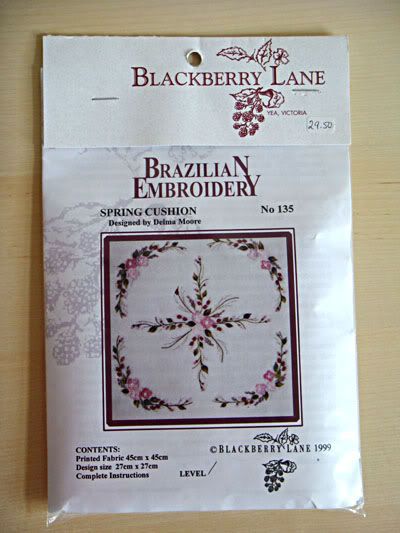 BLACKBERRY LANE
YEA, VICTORIA
29.50
BRAZILIAN
EMBROIDERY
SPRING CUSHION No 135
Designed by Delma Moore
CONTENTS:
Printed Fabric 45cm x 45cm
Design size 27cm x 27cm
Complete Instructions
©BLACKBERRY LANE 1999
LEVEL /